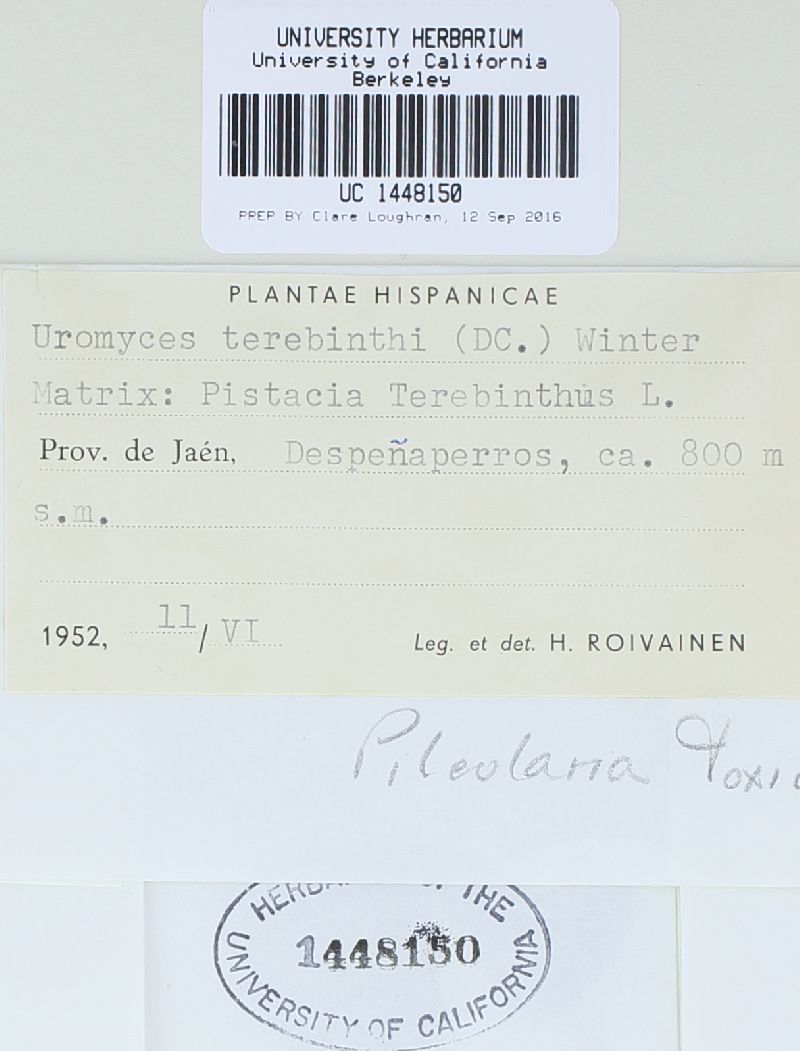 UNIVERSITY HERBARIUM
University of California
Berkeley
UC 1448150
PREP BY Clare Loughran, 12 Sep 2016
PLANTAE HISPANICAE
Uromyces terebinthi (DC.) Winter
Matrix: Pistacia Terebinthus L.
Prov. de Jaén, Despeñaperros, ca. 800 m
s.m.
1952, 11/VI Leg. et det. H. ROIVAINEN
Pileolaria
HERBARIUM OF THE
1448150
UNIVERSITY OF CALIFORNIA